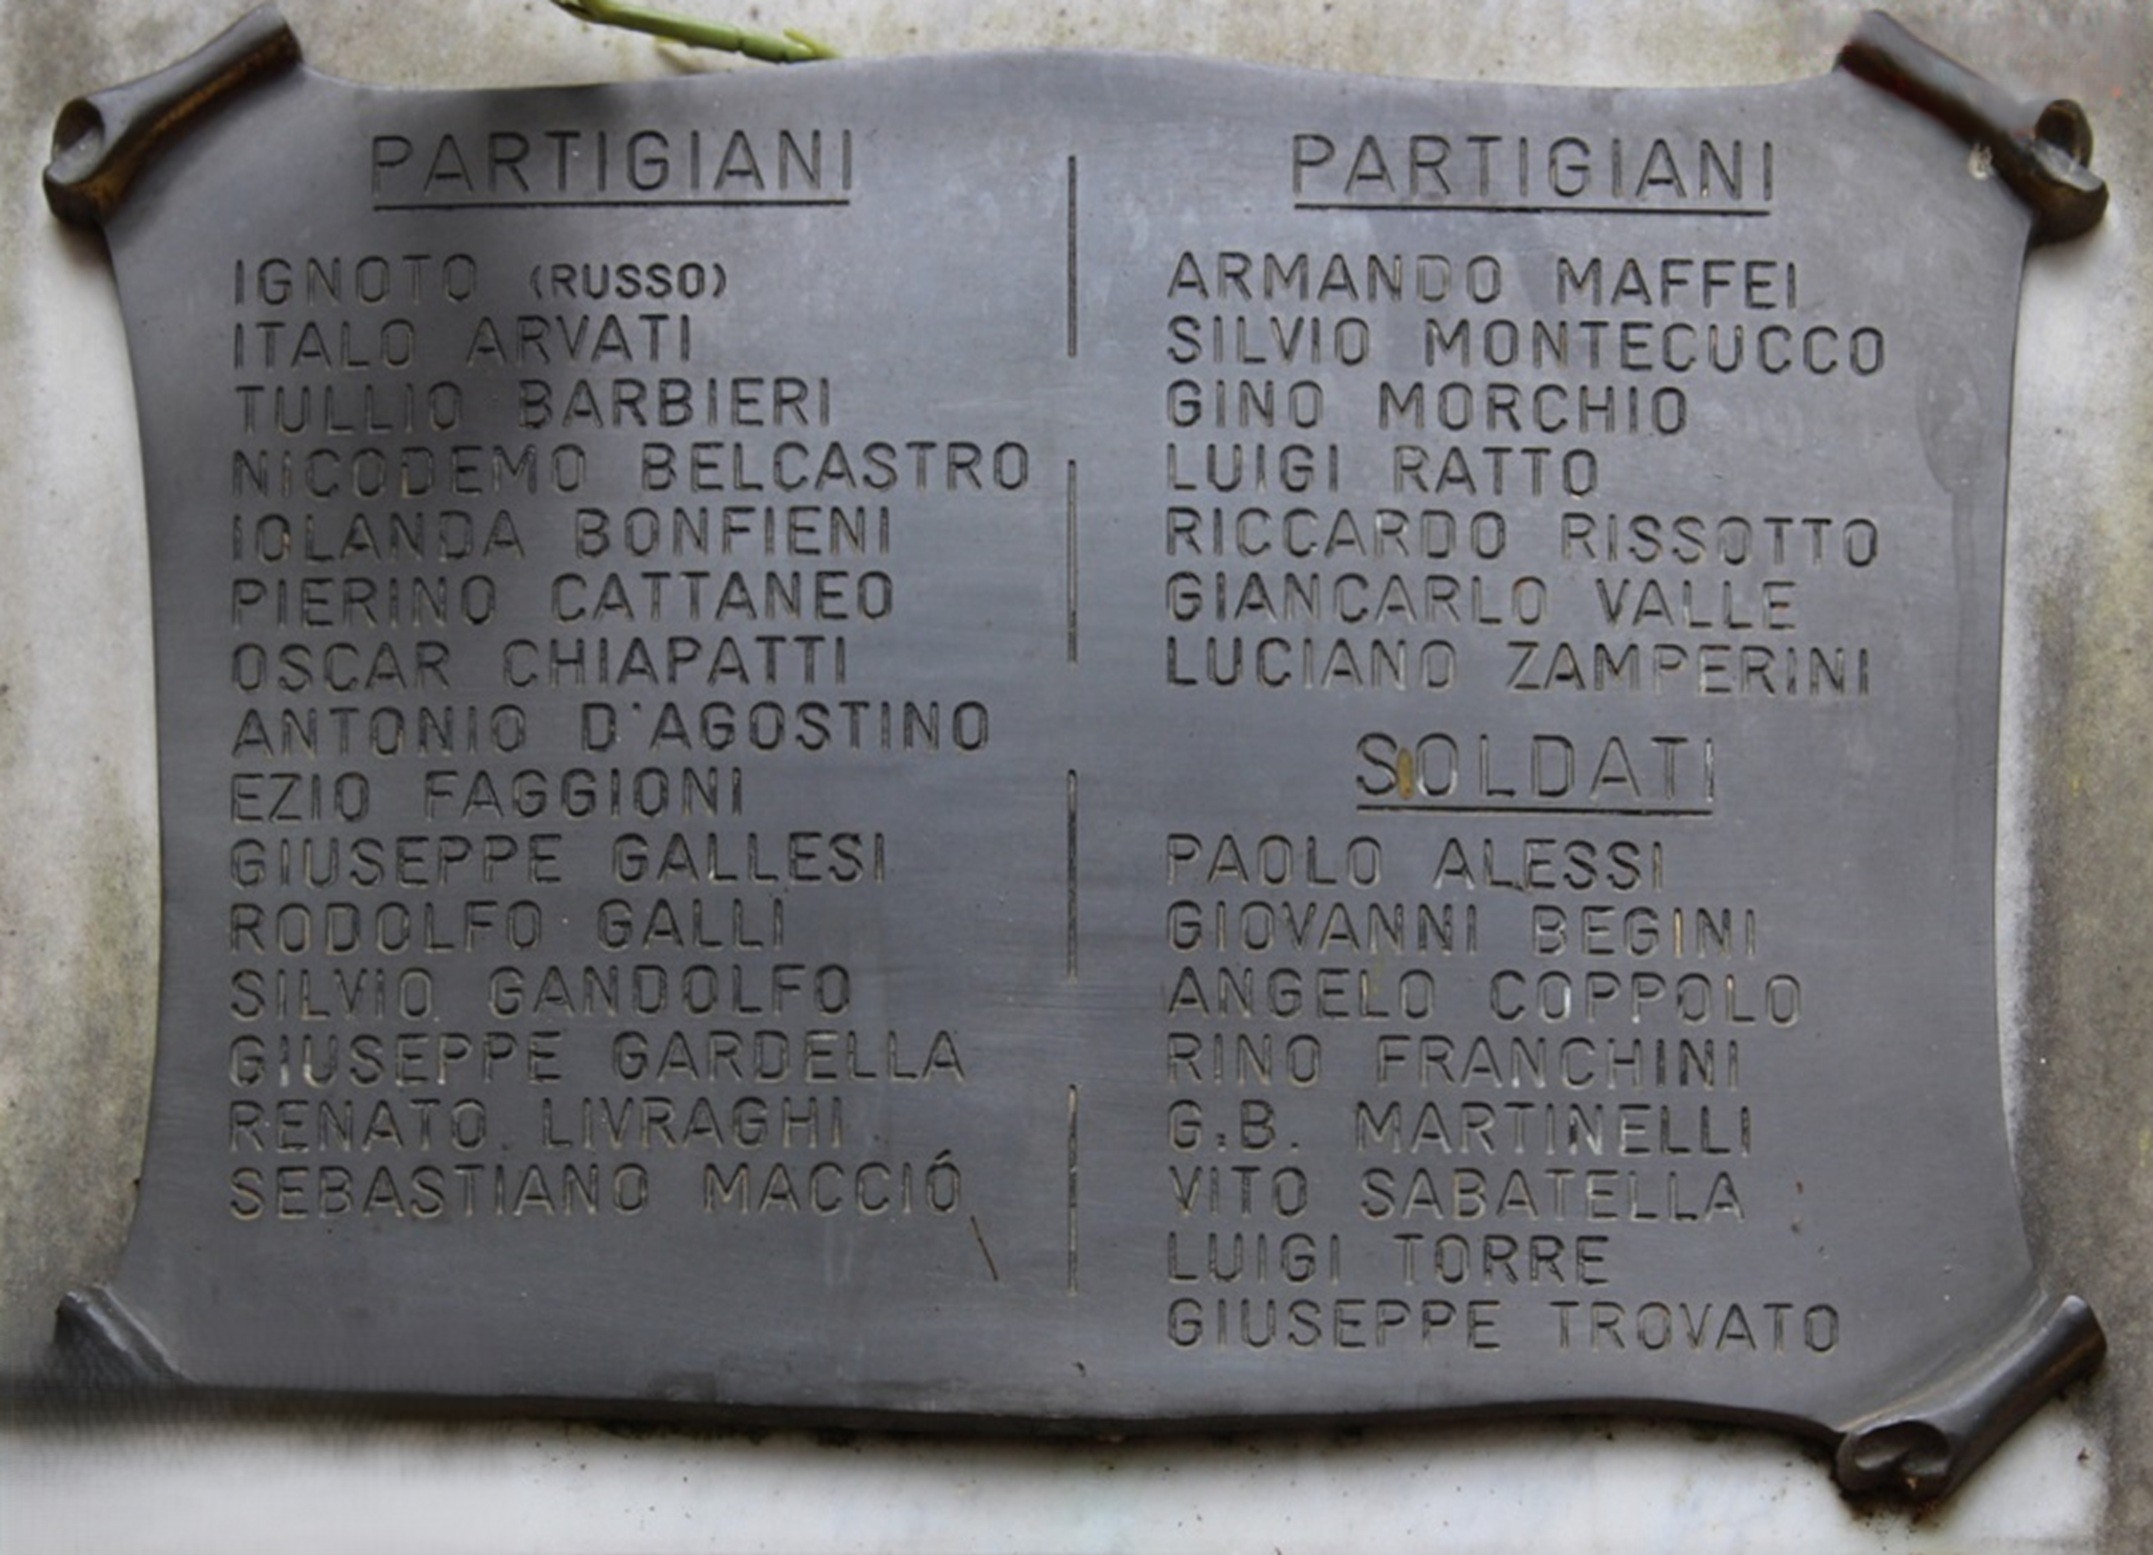 PARTIGIANI
IGNOTO (RUSSO)
ITALO ARVATI
TULLIO BARBIERI
NICODEMO BELCASTRO
IOLANDA BONFIENI
PIERINO CATTANEO
OSCAR CHIAPATTI
ANTONIO D'AGOSTINO
EZIO FAGGIONI
GIUSEPPE GALLESI
RODOLFO GALLI
SILVIO GANDOLFO
GIUSEPPE GARDELLA
RENATO LIVRAGHI
SEBASTIANO MACCIÓ
PARTIGIANI
ARMANDO MAFFEI
SILVIO MONTECUCCO
GINO MORCHIO
LUIGI RATTO
RICCARDO RISSOTTO
GIANCARLO VALLE
LUCIANO ZAMPERINI
SOLDATI
PAOLO ALESSI
GIOVANNI BEGINI
ANGELO COPPOLO
RINO FRANCHINI
G.B. MARTINELLI
VITO SABATELLA
LUIGI TORRE
GIUSEPPE TROVATO